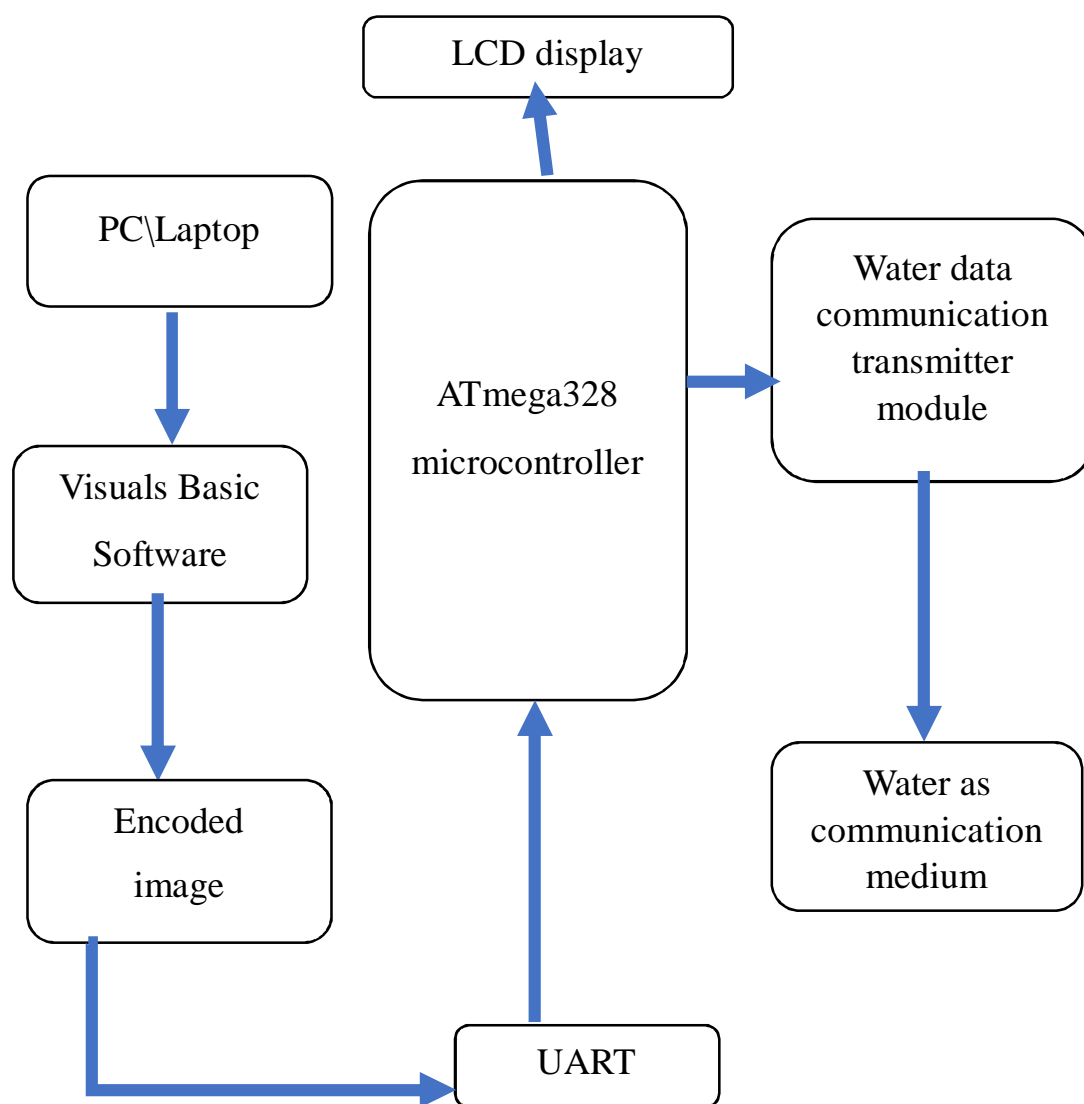 LCD display
PC\Laptop
Visuals Basic
Software
Encoded
image
UART
ATmega328
microcontroller
Water data
communication
transmitter
module
Water as
communication
medium